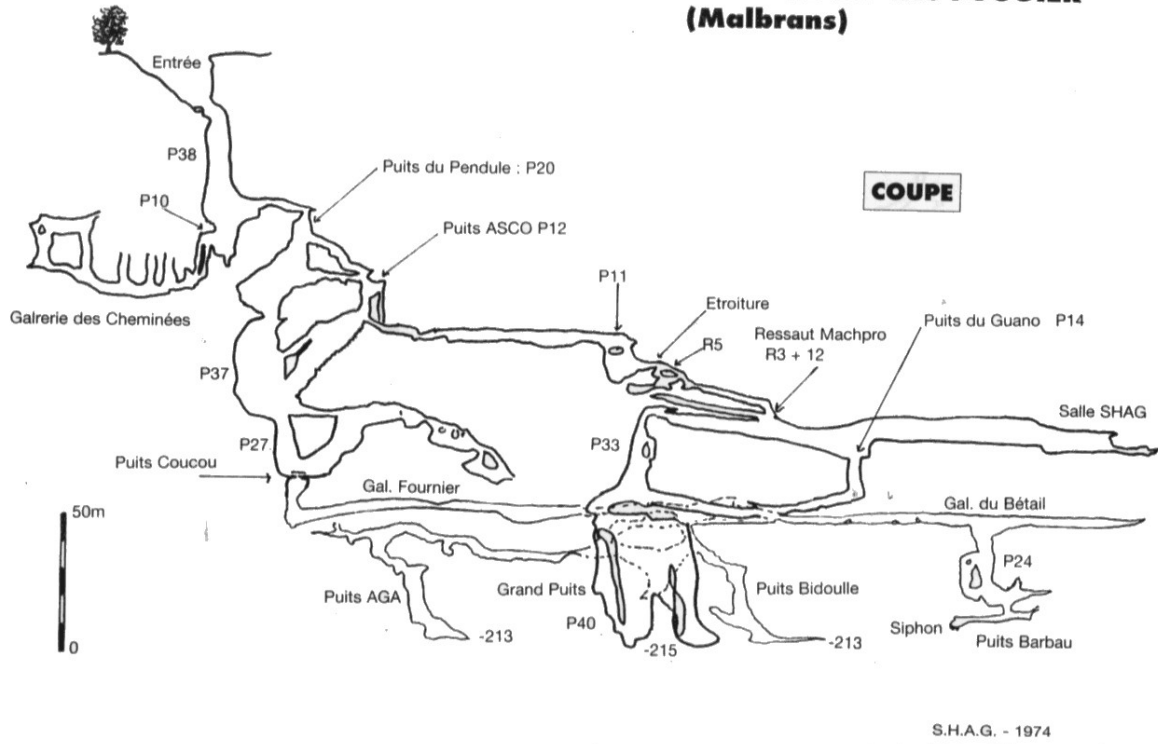 (Malbrans)
Entrée
P38
Puits du Pendule : P20
COUPE
P10
Puits ASCO P12
P11
Etroiture
Galrerie des Cheminées
R5
Ressaut Machpro
R3 + 12
Puits du Guano P14
P37
Salle SHAG
P27
P33
Puits Coucou
Gal. Fournier
50m
Gal. du Bétail
P24
Puits AGA
Grand Puits
Puits Bidoulle
P40
Siphon
-213
-215
-213
Puits Barbau
0
S.H.A.G. - 1974